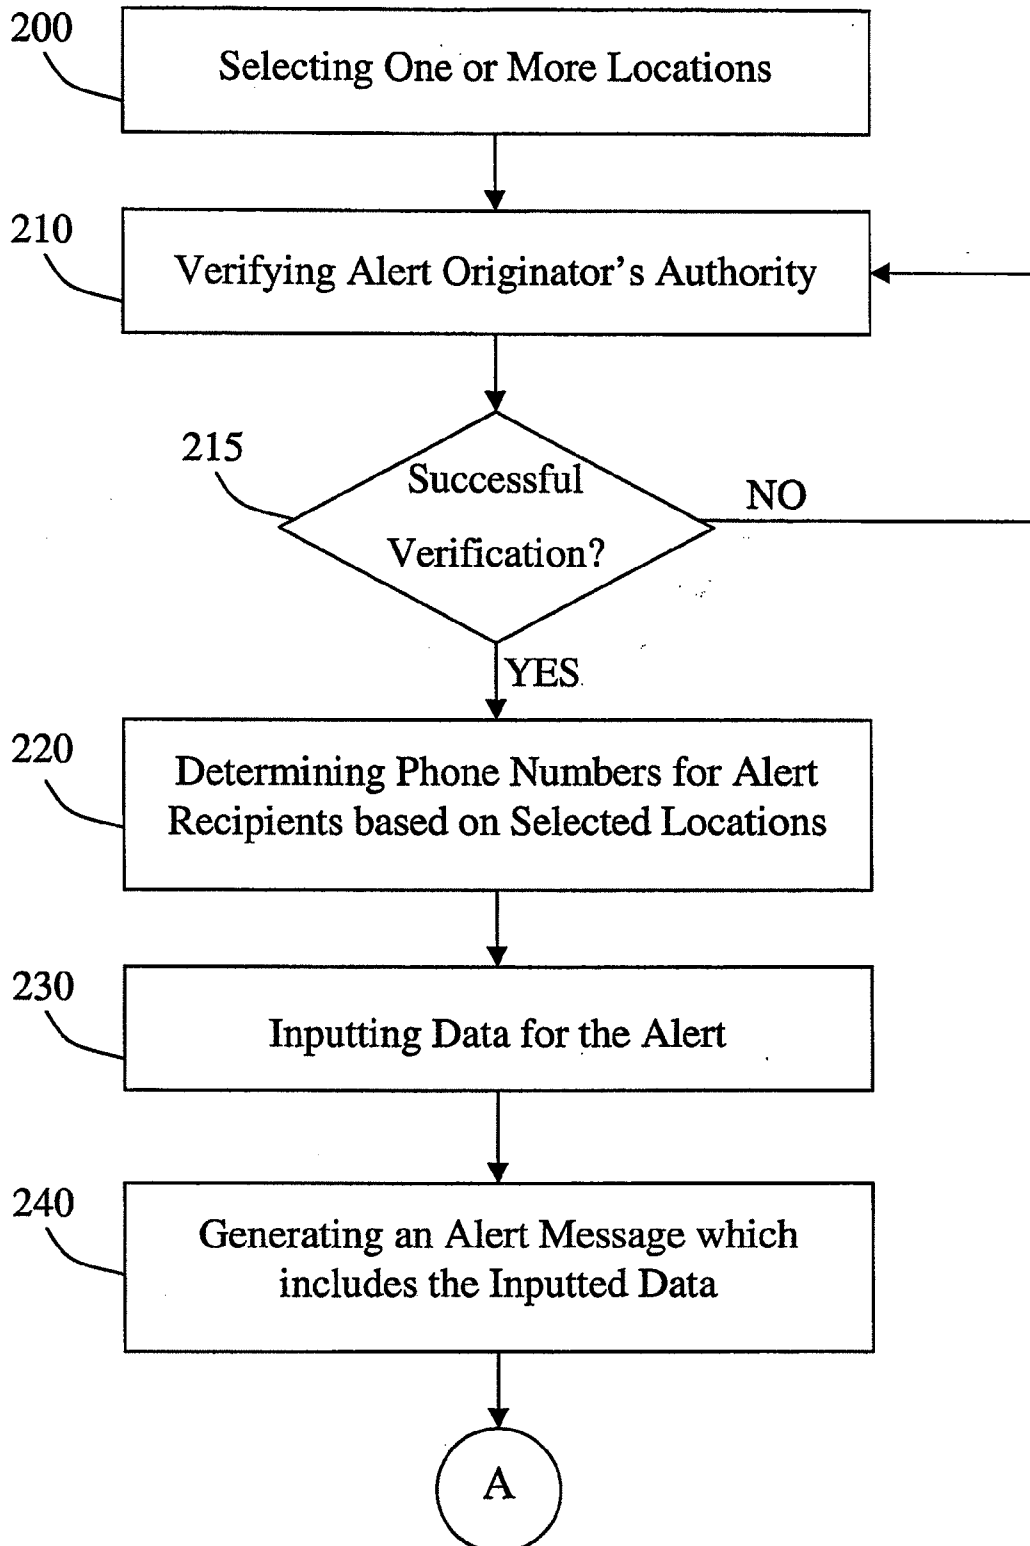 200
Selecting One or More Locations
210
Verifying Alert Originator's Authority
215
Successful
Verification?
NO
YES
220
Determining Phone Numbers for Alert
Recipients based on Selected Locations
230
Inputting Data for the Alert
240
Generating an Alert Message which
includes the Inputted Data
A